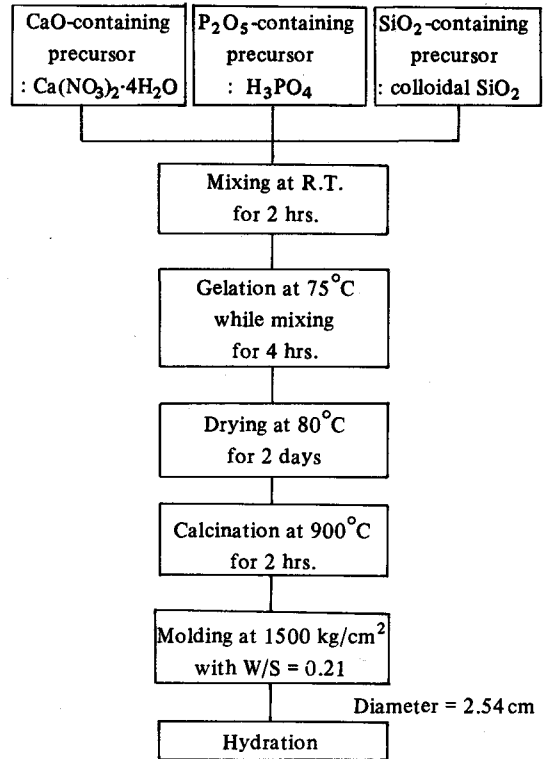 CaO-containing
precursor
: Ca(NO₃)₂·4H₂O
P₂O₅-containing
precursor
: H₃PO₄
SiO₂-containing
precursor
: colloidal SiO₂
Mixing at R.T.
for 2 hrs.
Gelation at 75°C
while mixing
for 4 hrs.
Drying at 80°C
for 2 days
Calcination at 900°C
for 2 hrs.
Molding at 1500 kg/cm²
with W/S = 0.21
Diameter = 2.54 cm
Hydration